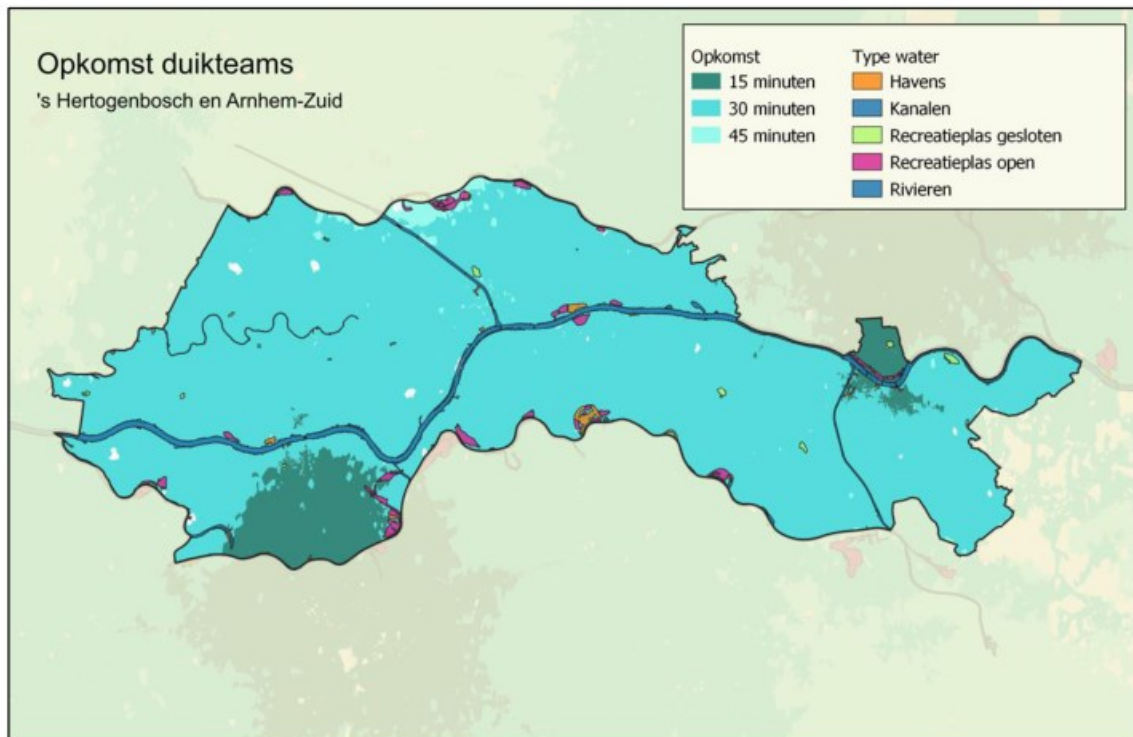 Opkomst duikteams
's Hertogenbosch en Arnhem-Zuid
Opkomst
15 minuten
30 minuten
45 minuten
Type water
Havens
Kanalen
Recreatieplas gesloten
Recreatieplas open
Rivieren